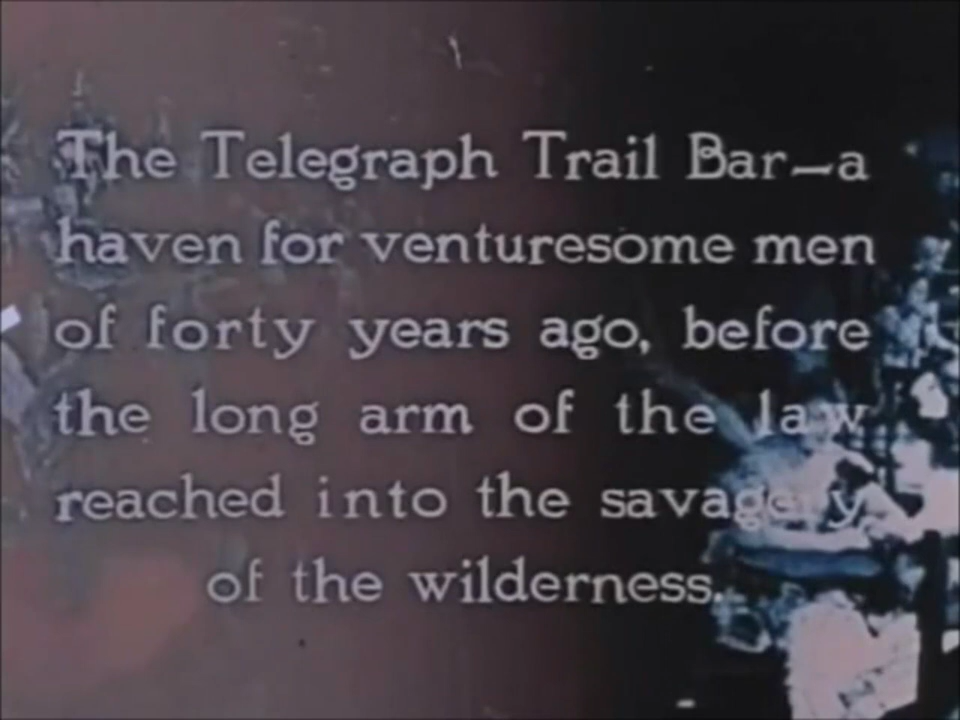 The Telegraph Trail Bar—a
haven for venturesome men
of forty years ago, before
the long arm of the law
reached into the savagery
of the wilderness.